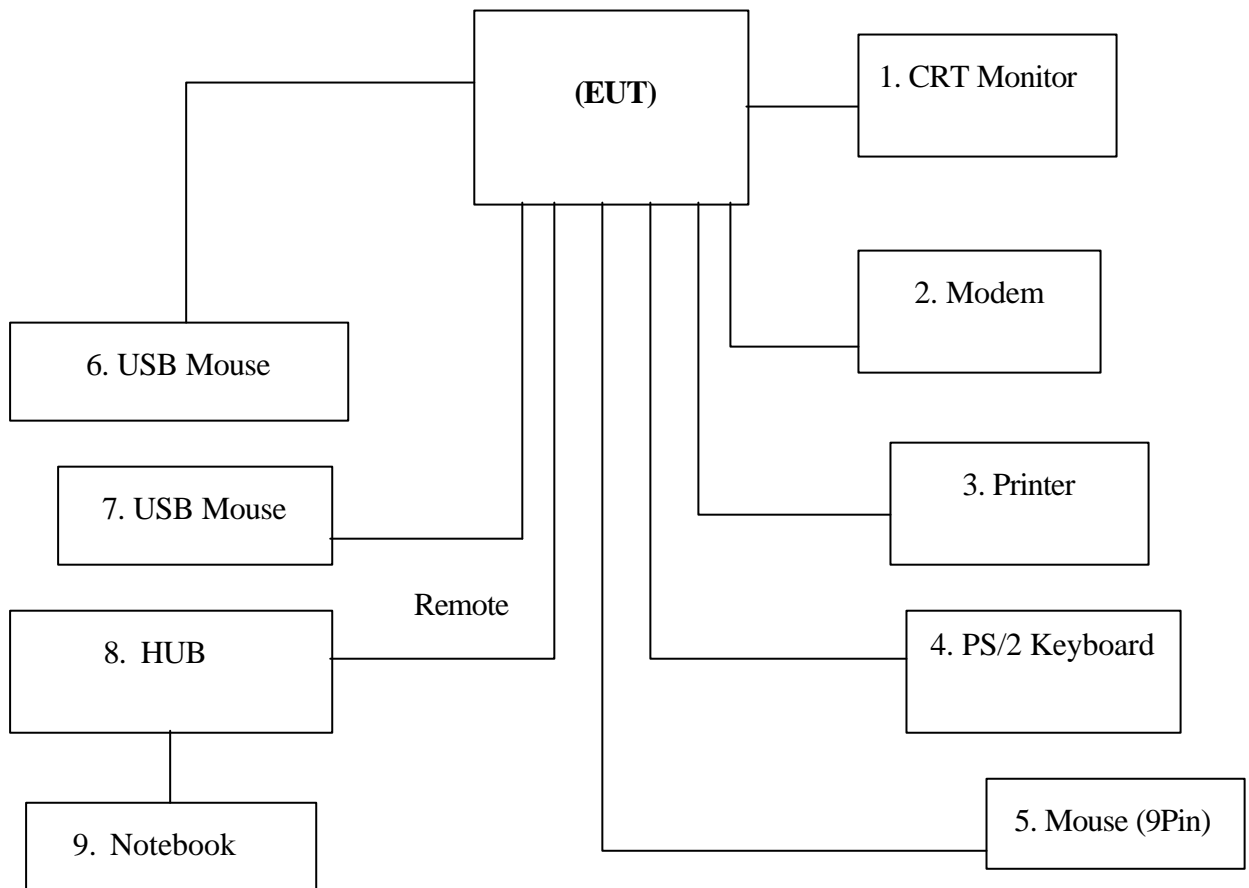 (EUT)
1. CRT Monitor
2. Modem
6. USB Mouse
3. Printer
7. USB Mouse
Remote
8. HUB
4. PS/2 Keyboard
5. Mouse (9Pin)
9. Notebook